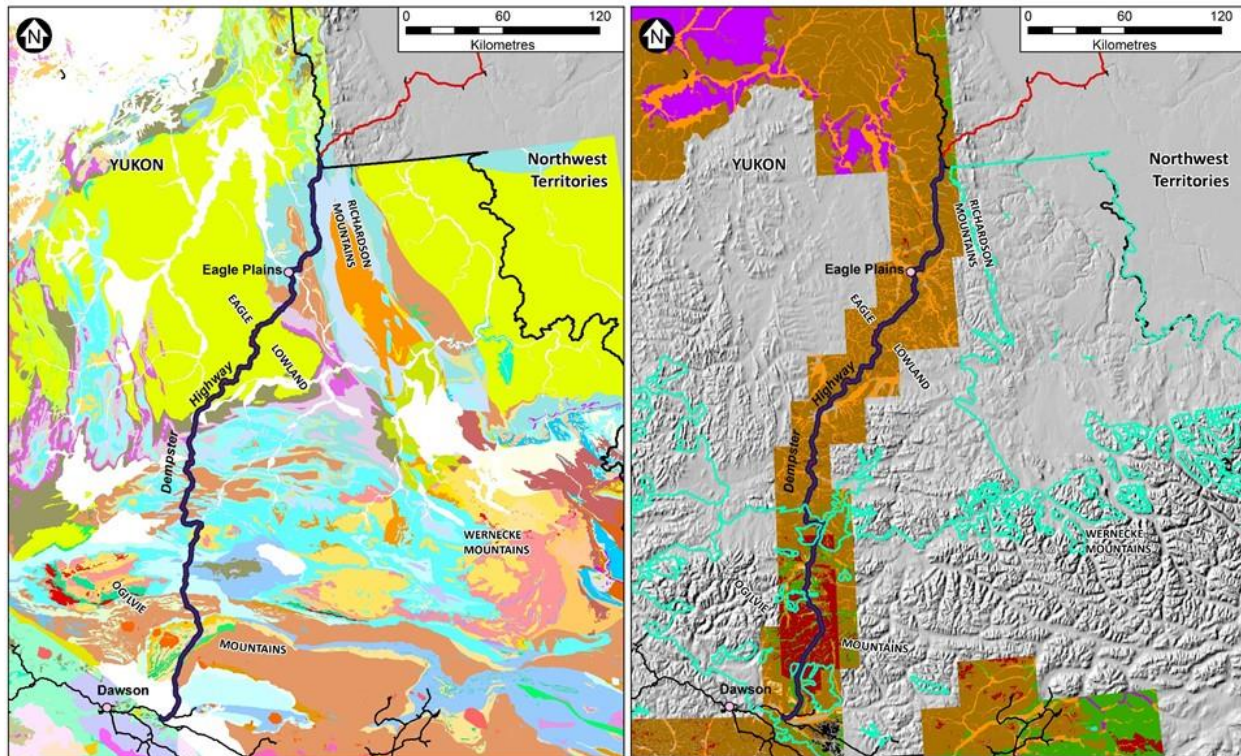 N
0 60 120
Kilometres
YUKON
Northwest
Territories
RICHARDSON
MOUNTAINS
Eagle Plains
EAGLE
LOWLAND
Highway
Dempster
WERNECKE
MOUNTAINS
OGILVIE
MOUNTAINS
Dawson
N
0 60 120
Kilometres
YUKON
Northwest
Territories
RICHARDSON
MOUNTAINS
Eagle Plains
EAGLE
LOWLAND
Highway
Dempster
WERNECKE
MOUNTAINS
OGILVIE
MOUNTAINS
Dawson